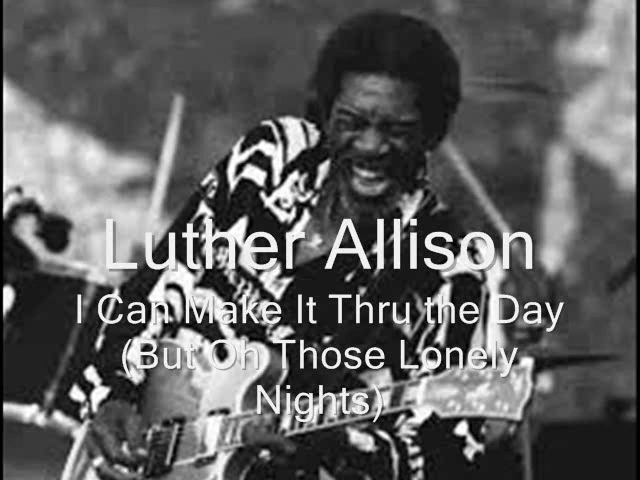 Luther Allison
I Can Make It Thru the Day
(But Oh Those Lonely
Nights)